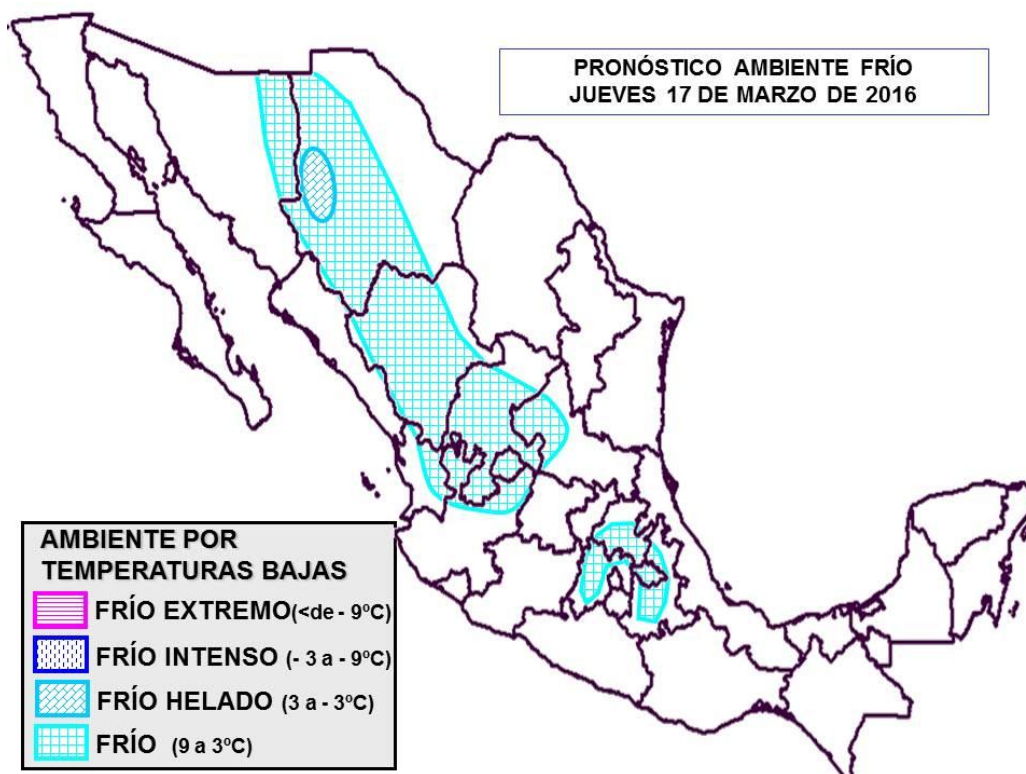 PRONÓSTICO AMBIENTE FRÍO
JUEVES 17 DE MARZO DE 2016
AMBIENTE POR
TEMPERATURAS BAJAS
FRÍO EXTREMO(<de - 9ºC)
FRÍO INTENSO (- 3 a - 9ºC)
FRÍO HELADO (3 a - 3ºC)
FRÍO (9 a 3ºC)